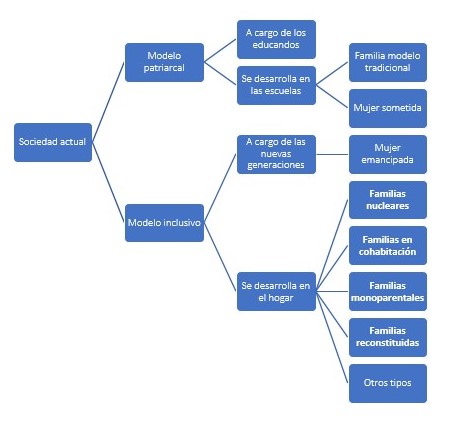 A cargo de los
educandos
Modelo
patriarcal
Se desarrolla en
las escuelas
Familia modelo
tradicional
Mujer sometida
Sociedad actual
A cargo de las
nuevas
generaciones
Mujer
emancipada
Modelo inclusivo
Familias
nucleares
Familias en
cohabitación
Se desarrolla en
el hogar
Familias
monoparentales
Familias
reconstituidas
Otros tipos